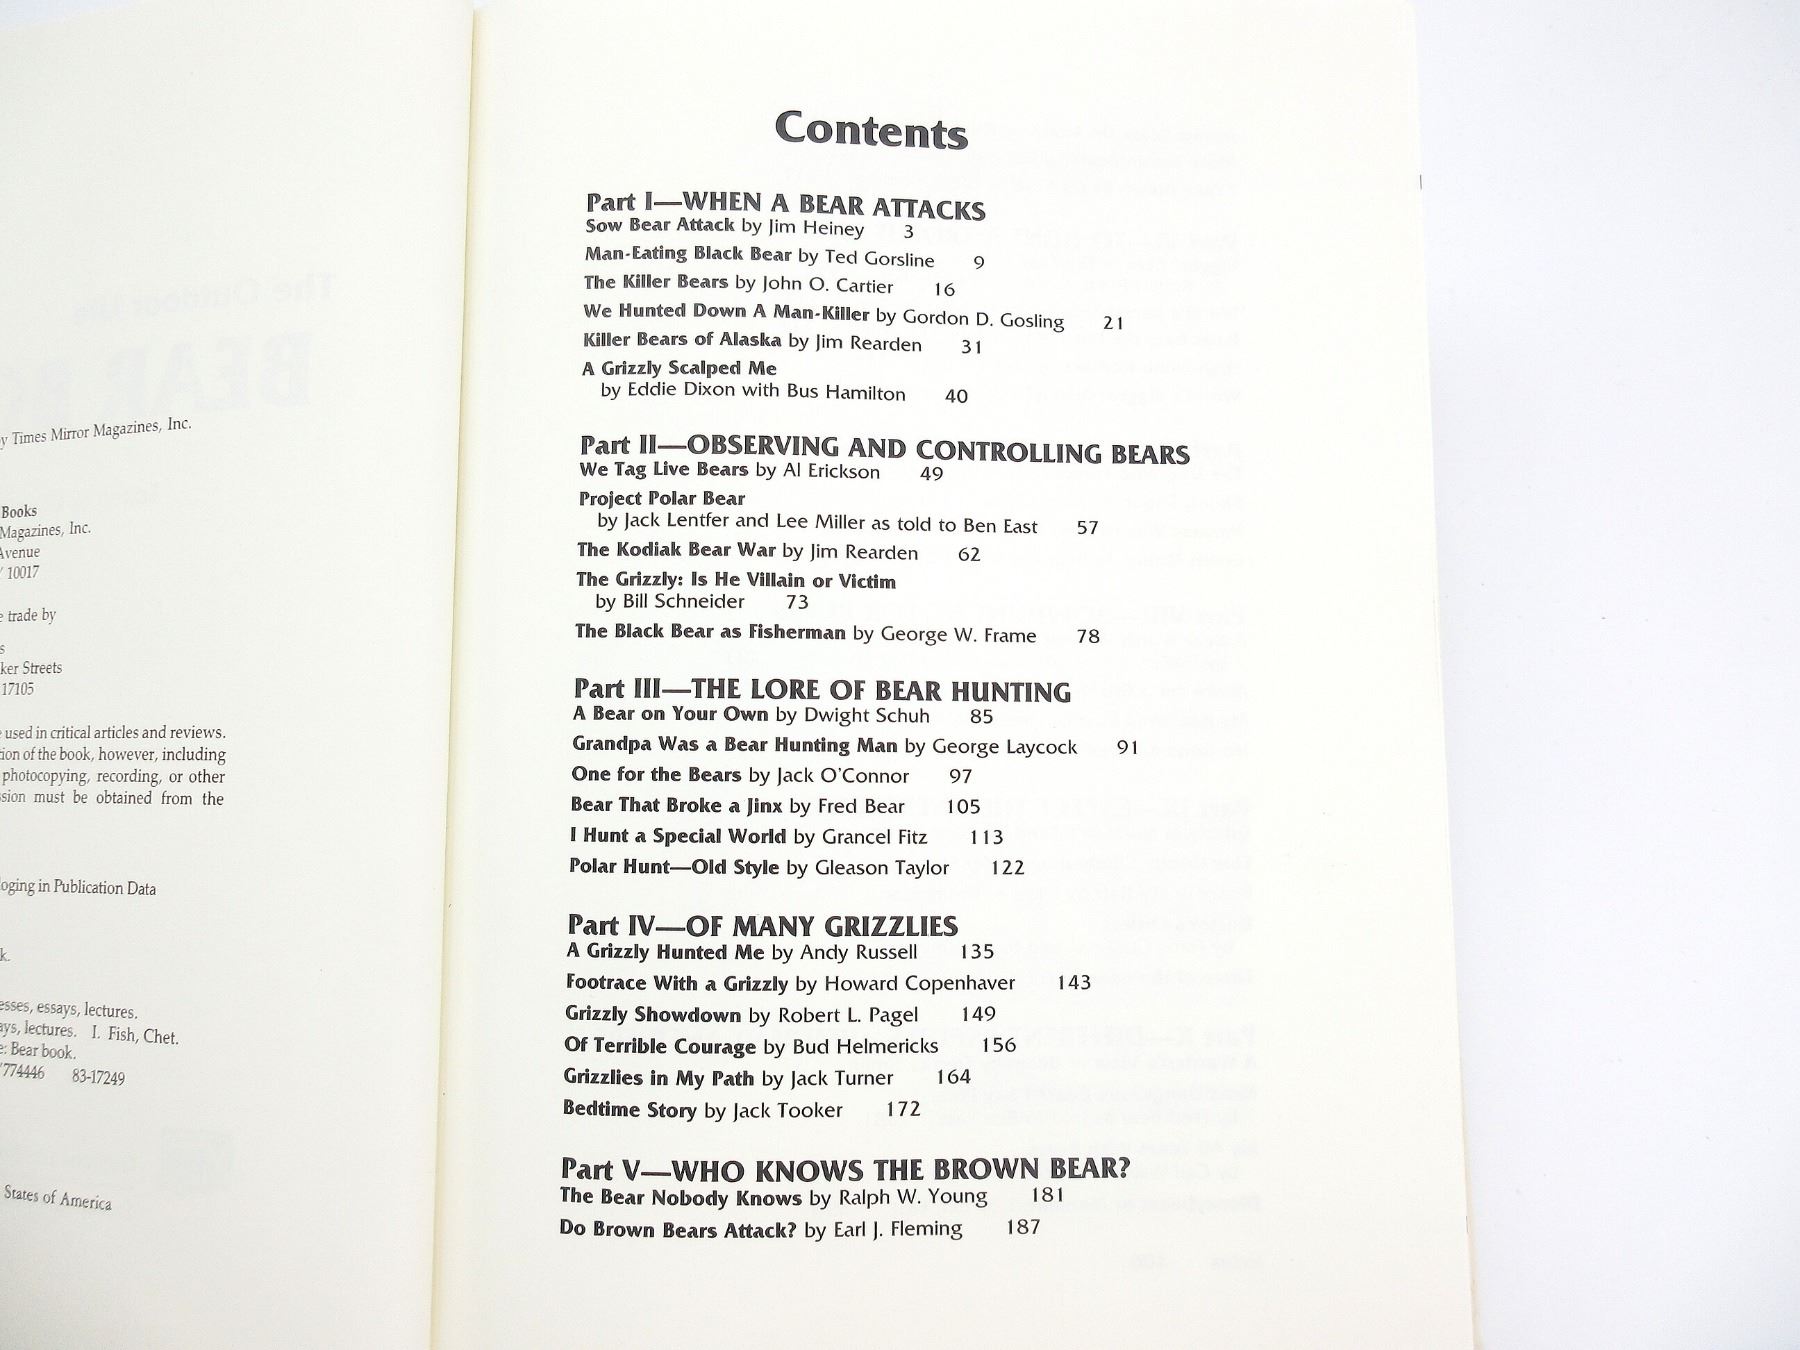 y Times Mirror Magazines, Inc.
Books
Magazines, Inc.
Avenue
10017
e trade by
s
ker Streets
17105
e used in critical articles and reviews.
tion of the book, however, including
photocopying, recording, or other
ssion must be obtained from the
loging in Publication Data
k.
esses, essays, lectures.
ays, lectures. I. Fish, Chet.
e: Bear book.
'774446 83-17249
States of America
Contents
Part I—WHEN A BEAR ATTACKS
Sow Bear Attack by Jim Heiney 3
Man-Eating Black Bear by Ted Gorsline 9
The Killer Bears by John O. Cartier 16
We Hunted Down A Man-Killer by Gordon D. Gosling 21
Killer Bears of Alaska by Jim Rearden 31
A Grizzly Scalped Me
by Eddie Dixon with Bus Hamilton 40
Part II—OBSERVING AND CONTROLLING BEARS
We Tag Live Bears by Al Erickson 49
Project Polar Bear
by Jack Lentfer and Lee Miller as told to Ben East 57
The Kodiak Bear War by Jim Rearden 62
The Grizzly: Is He Villain or Victim
by Bill Schneider 73
The Black Bear as Fisherman by George W. Frame 78
Part III—THE LORE OF BEAR HUNTING
A Bear on Your Own by Dwight Schuh 85
Grandpa Was a Bear Hunting Man by George Laycock 91
One for the Bears by Jack O'Connor 97
Bear That Broke a Jinx by Fred Bear 105
I Hunt a Special World by Grancel Fitz 113
Polar Hunt—Old Style by Gleason Taylor 122
Part IV—OF MANY GRIZZLIES
A Grizzly Hunted Me by Andy Russell 135
Footrace With a Grizzly by Howard Copenhaver 143
Grizzly Showdown by Robert L. Pagel 149
Of Terrible Courage by Bud Helmericks 156
Grizzlies in My Path by Jack Turner 164
Bedtime Story by Jack Tooker 172
Part V—WHO KNOWS THE BROWN BEAR?
The Bear Nobody Knows by Ralph W. Young 181
Do Brown Bears Attack? by Earl J. Fleming 187